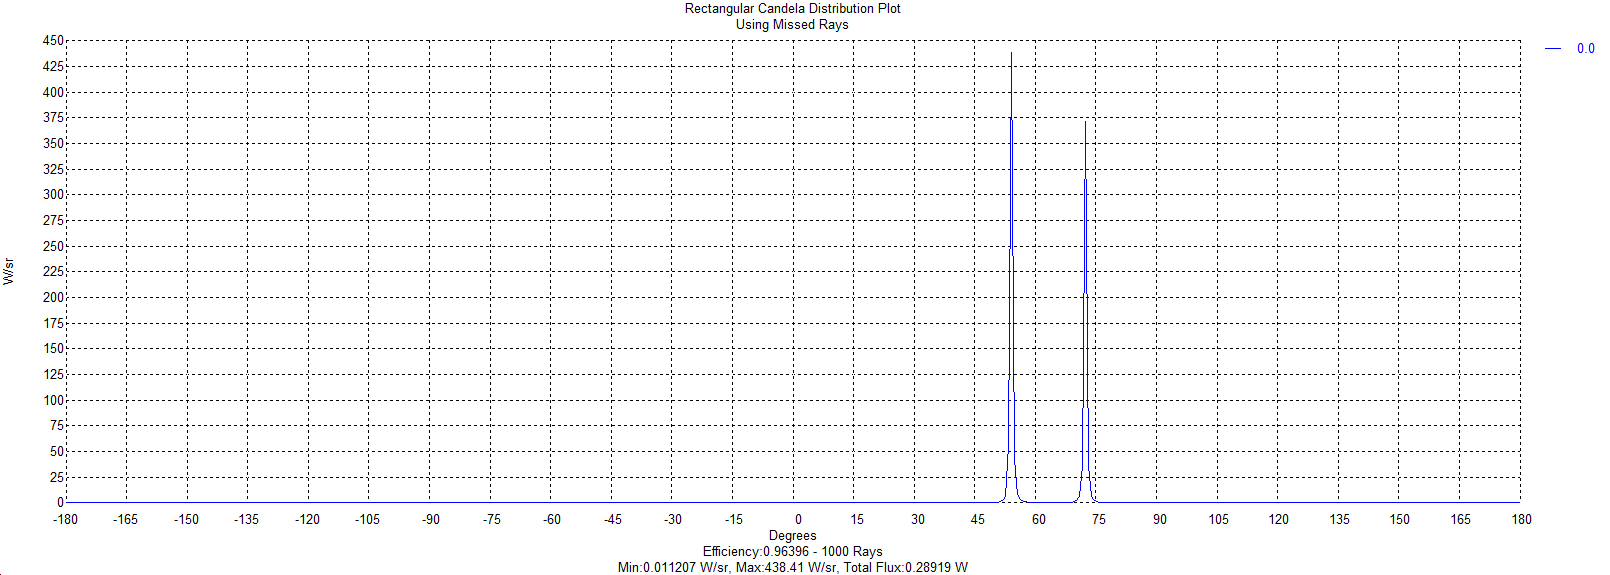 Rectangular Candela Distribution Plot
Using Missed Rays
0.0
450
425
400
375
350
325
300
275
250
225
200
175
150
125
100
75
50
25
0
W/sr
-180 -165 -150 -135 -120 -105 -90 -75 -60 -45 -30 -15 0 15 30 45 60 75 90 105 120 135 150 165 180
Degrees
Efficiency:0.96396 - 1000 Rays
Min:0.011207 W/sr, Max:438.41 W/sr, Total Flux:0.28919 W